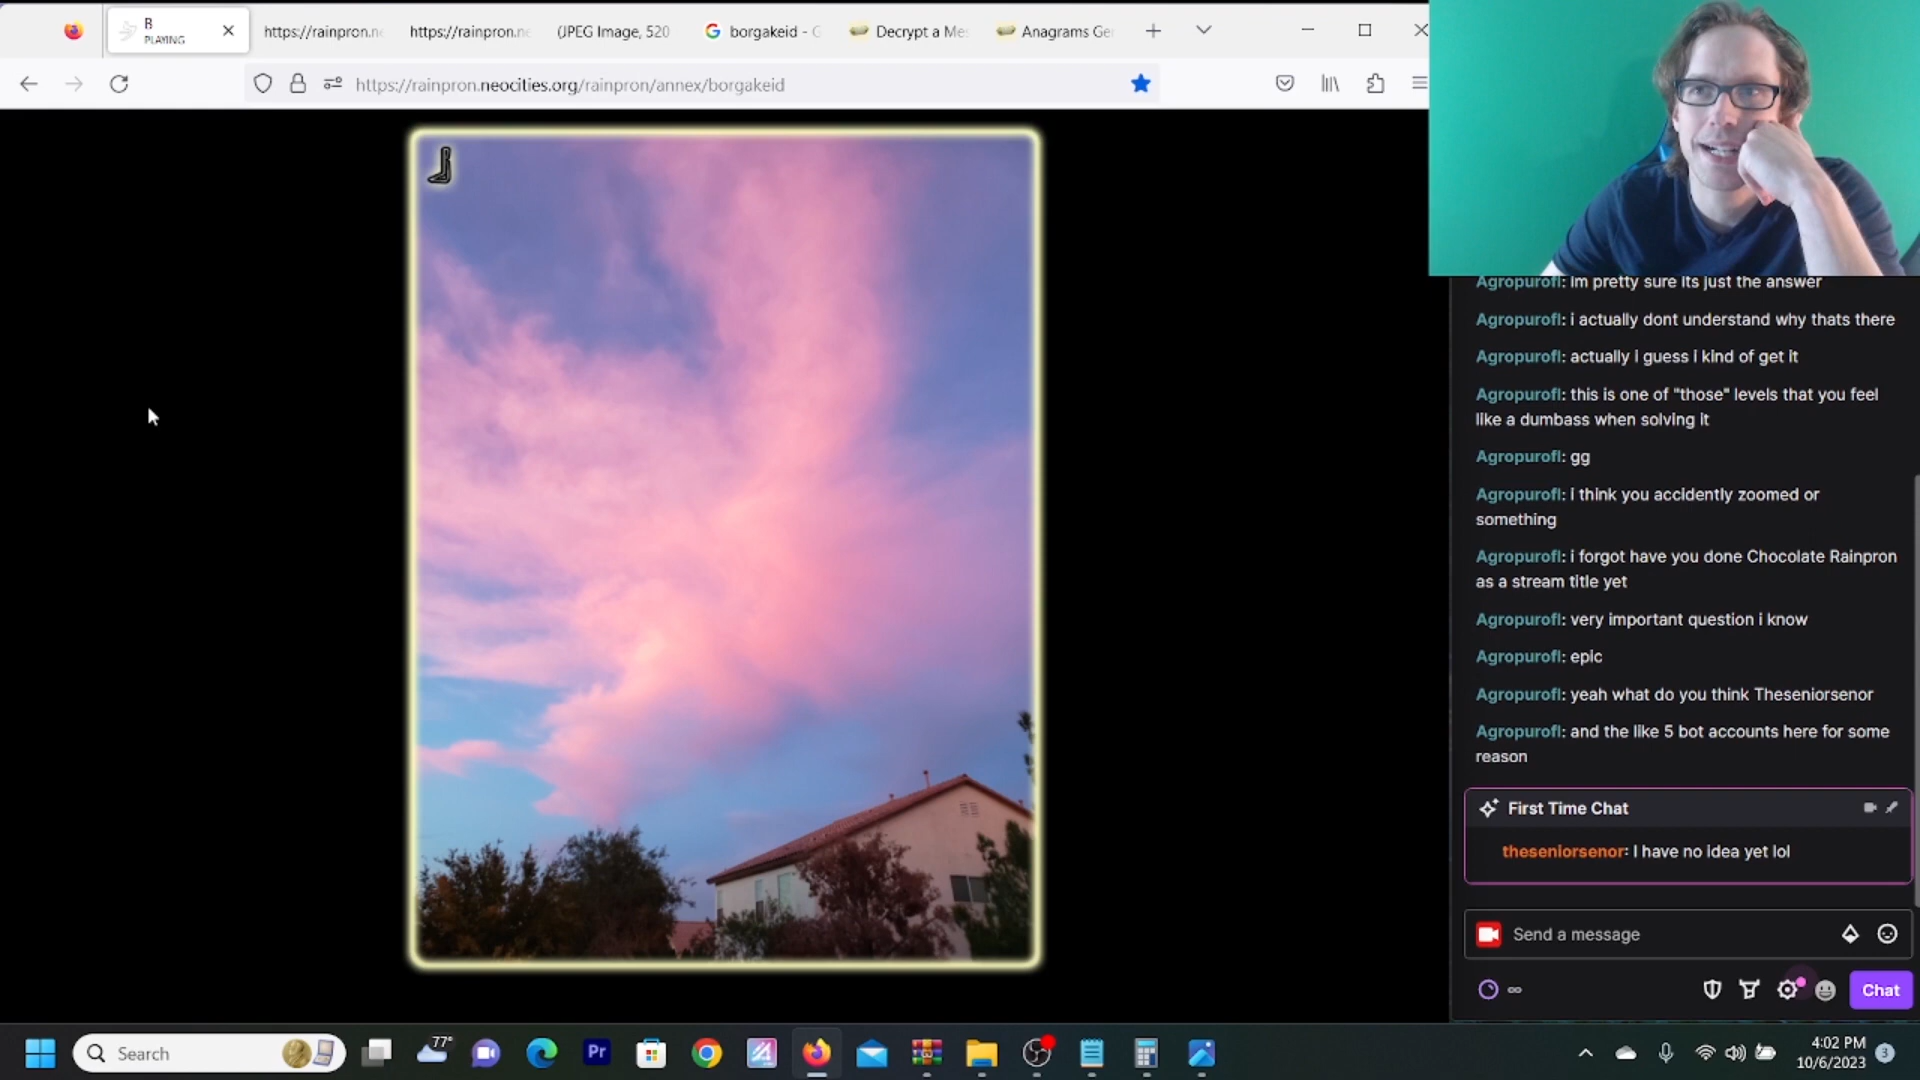 B
PLAYING
https://rainpron.ne
https://rainpron.ne
(JPEG Image, 520
borgakeid - G
Decrypt a Mes
Anagrams Ge
https://rainpron.neocities.org/rainpron/annex/borgakeid
Agropurofl: im pretty sure its just the answer
Agropurofl: i actually dont understand why thats there
Agropurofl: actually i guess i kind of get it
Agropurofl: this is one of "those" levels that you feel
like a dumbass when solving it
Agropurofl: gg
Agropurofl: i think you accidently zoomed or
something
Agropurofl: i forgot have you done Chocolate Rainpron
as a stream title yet
Agropurofl: very important question i know
Agropurofl: epic
Agropurofl: yeah what do you think Theseniorsenor
Agropurofl: and the like 5 bot accounts here for some
reason
First Time Chat
theseniorsenor: I have no idea yet lol
Send a message
Chat
Search
77°
Pr
4:02 PM
10/6/2023
3